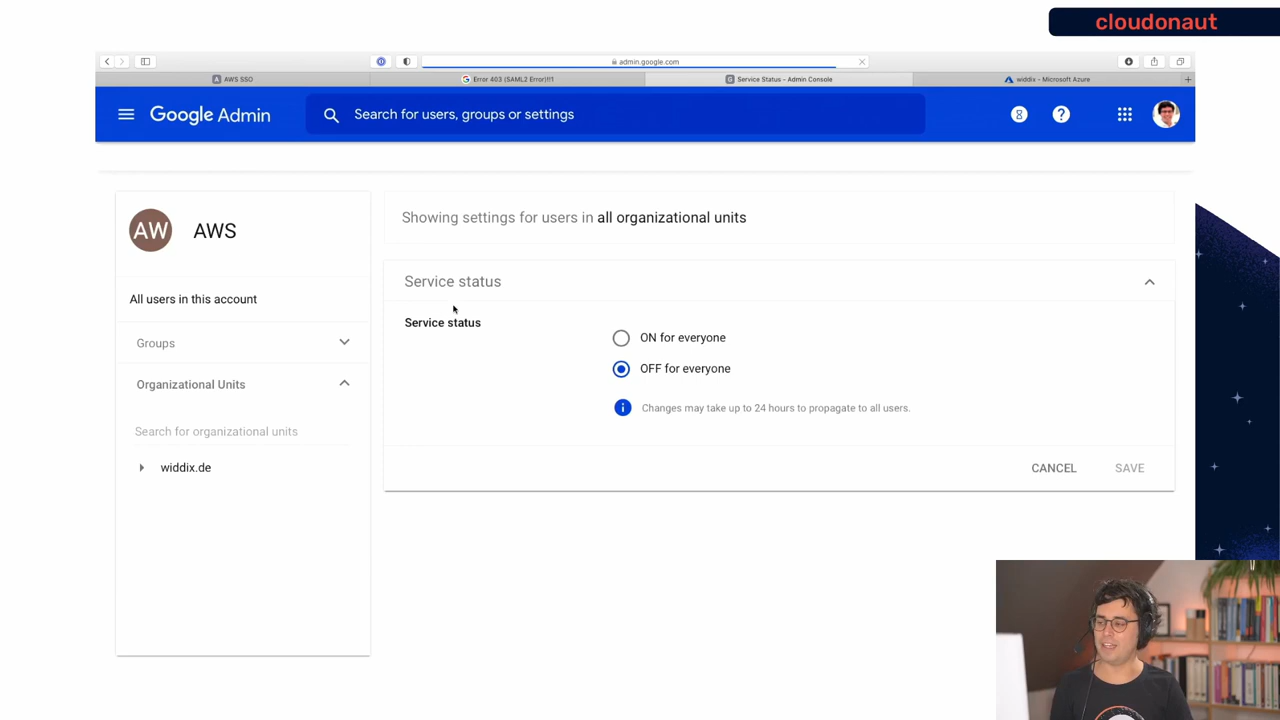 cloudonaut
admin.google.com
AWS SSO
Error 403 (SAML2 Error)!!1
Service Status - Admin Console
widdix - Microsoft Azure
Google Admin
Search for users, groups or settings
AW
AWS
Showing settings for users in all organizational units
All users in this account
Service status
Service status
ON for everyone
Groups
OFF for everyone
Organizational Units
Changes may take up to 24 hours to propagate to all users.
Search for organizational units
widdix.de
CANCEL
SAVE